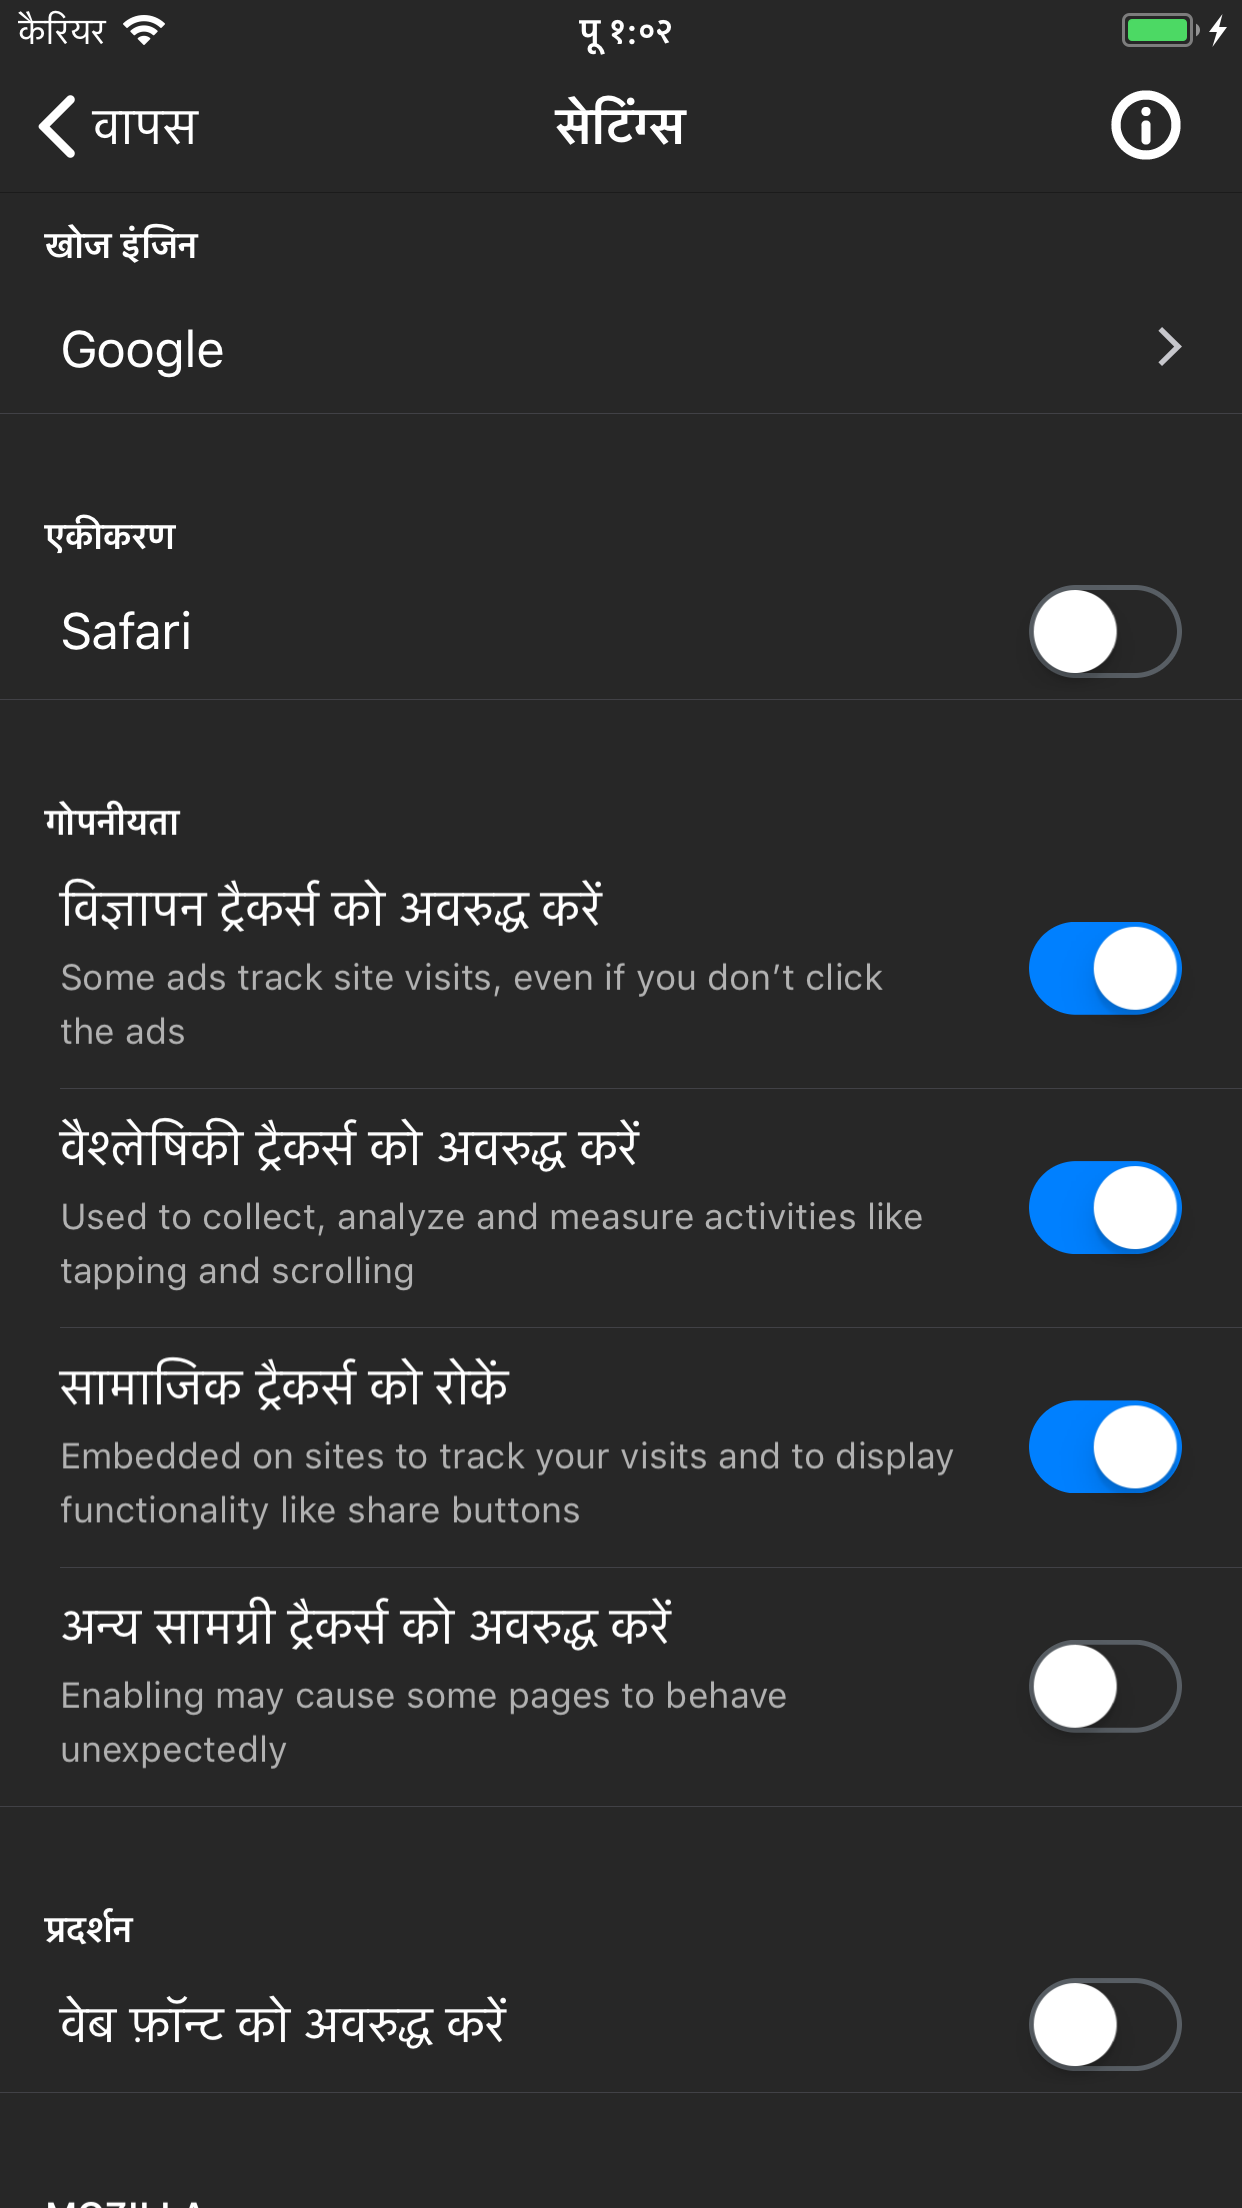 कैरियर
पू १:०२
वापस
सेटिंग्स
खोज इंजिन
Google
एकीकरण
Safari
गोपनीयता
विज्ञापन ट्रैकर्स को अवरुद्ध करें
Some ads track site visits, even if you don’t click
the ads
वैश्लेषिकी ट्रैकर्स को अवरुद्ध करें
Used to collect, analyze and measure activities like
tapping and scrolling
सामाजिक ट्रैकर्स को रोकें
Embedded on sites to track your visits and to display
functionality like share buttons
अन्य सामग्री ट्रैकर्स को अवरुद्ध करें
Enabling may cause some pages to behave
unexpectedly
प्रदर्शन
वेब फ़ॉन्ट को अवरुद्ध करें
MOZILLA